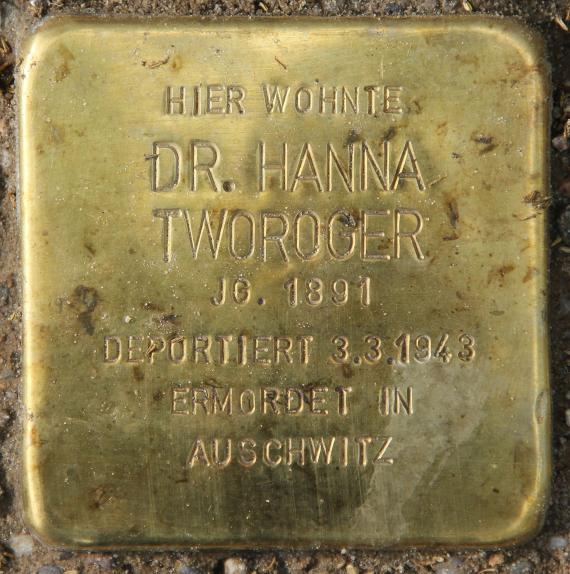 HIER WOHNTE
DR. HANNA
TWOROGER
JG. 1891
DEPORTIERT 3.3.1943
ERMORDET IN
AUSCHWITZ